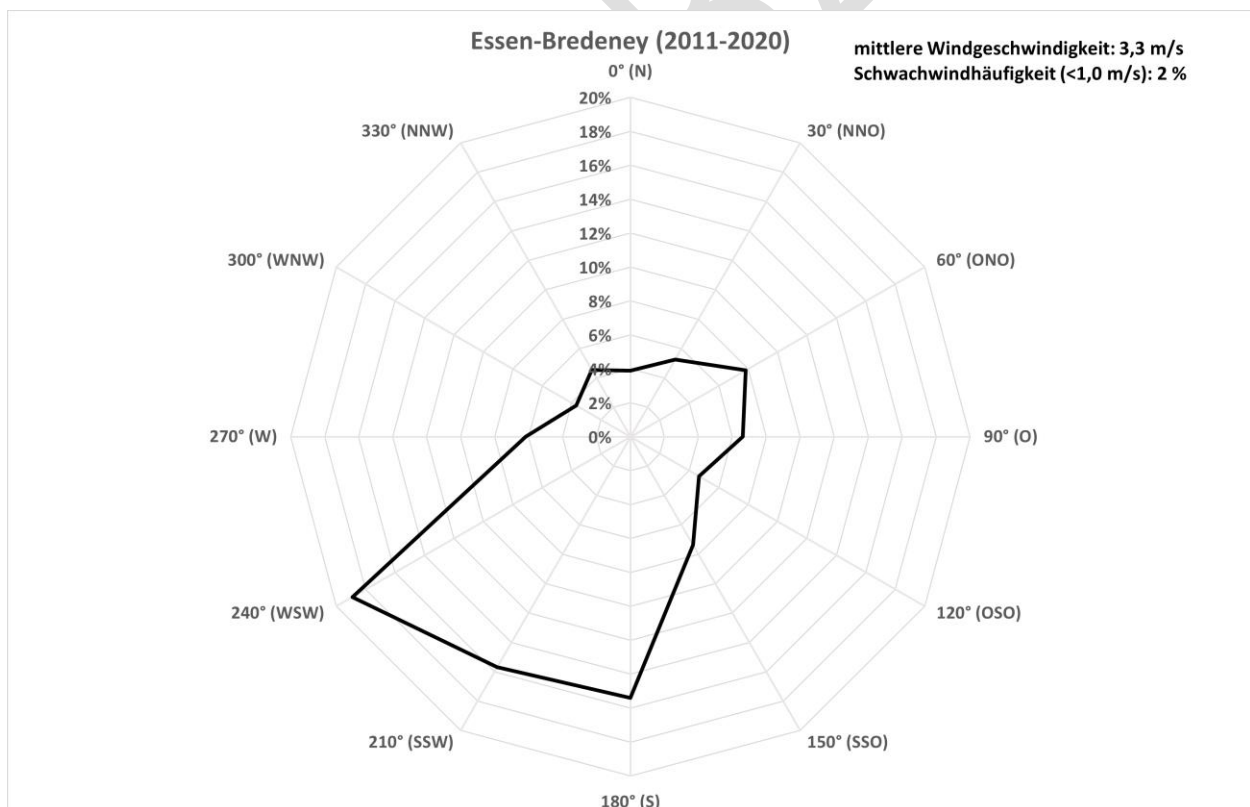 Essen-Bredeney (2011-2020)
mittlere Windgeschwindigkeit: 3,3 m/s
Schwachwindhäufigkeit (<1,0 m/s): 2 %
0° (N)
20%
330° (NNW)
30° (NNO)
18%
16%
14%
12%
300° (WNW)
60° (ONO)
10%
8%
6%
4%
2%
270° (W)
0%
90° (O)
240° (WSW)
120° (OSO)
210° (SSW)
150° (SSO)
180° (S)